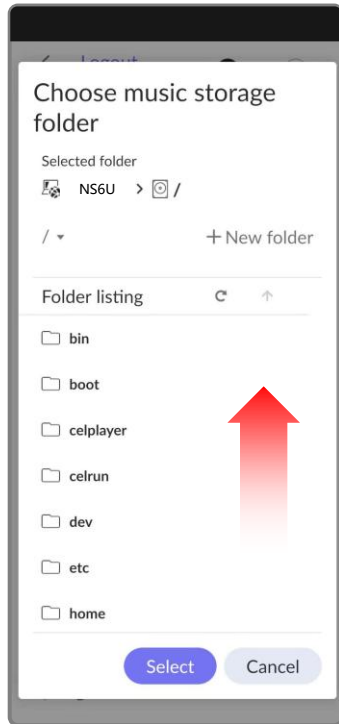 Logout
Choose music storage
folder
Selected folder
NS6U > /
/
+ New folder
Folder listing
bin
boot
celplayer
celrun
dev
etc
home
Select Cancel